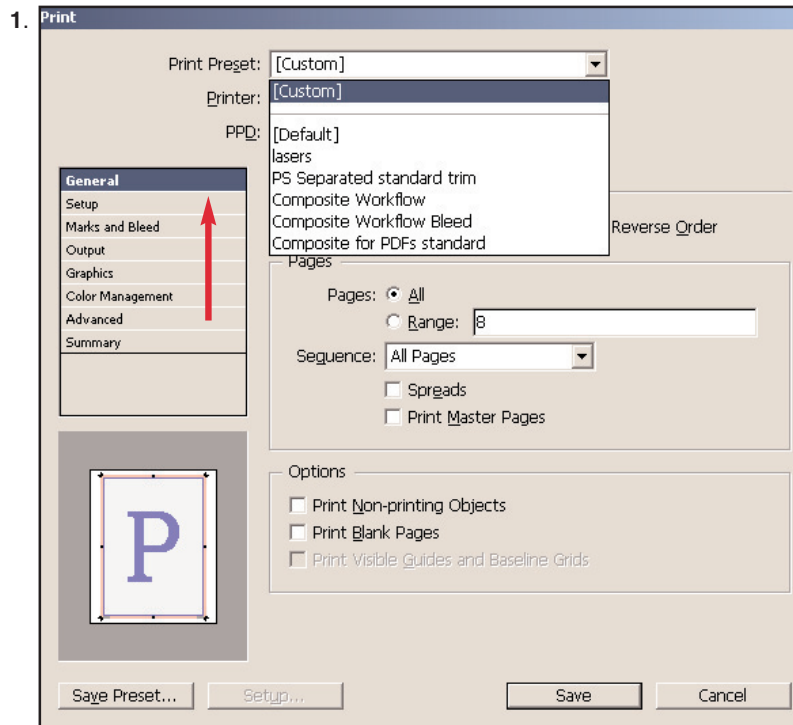 1.
Print
Print Preset: [Custom]
Printer: [Custom]
PPD: [Default]
lasers
PS Separated standard trim
Composite Workflow
Composite Workflow Bleed
Composite for PDFs standard
General
Setup
Marks and Bleed
Output
Graphics
Color Management
Advanced
Summary
Reverse Order
Pages
Pages: All
Range: 8
Sequence: All Pages
Spreads
Print Master Pages
Options
Print Non-printing Objects
Print Blank Pages
Print Visible Guides and Baseline Grids
P
Save Preset... Setup... Save Cancel